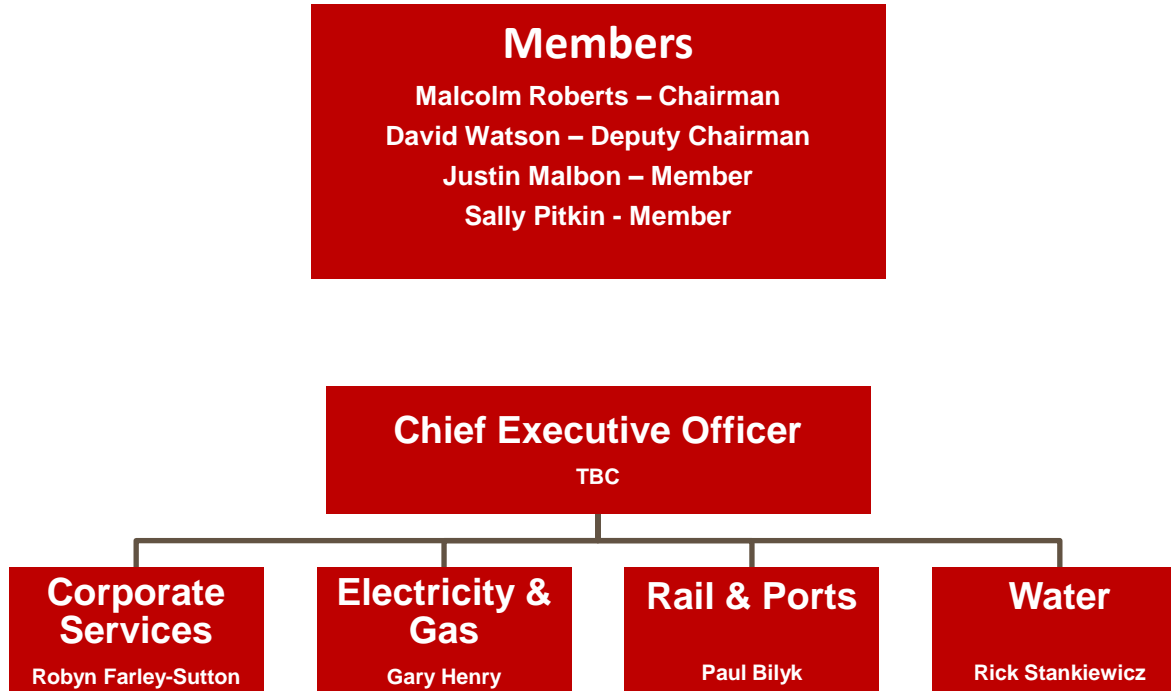 Members
Malcolm Roberts – Chairman
David Watson – Deputy Chairman
Justin Malbon – Member
Sally Pitkin - Member
Chief Executive Officer
TBC
Corporate
Services
Robyn Farley-Sutton
Electricity &
Gas
Gary Henry
Rail & Ports
Paul Bilyk
Water
Rick Stankiewicz